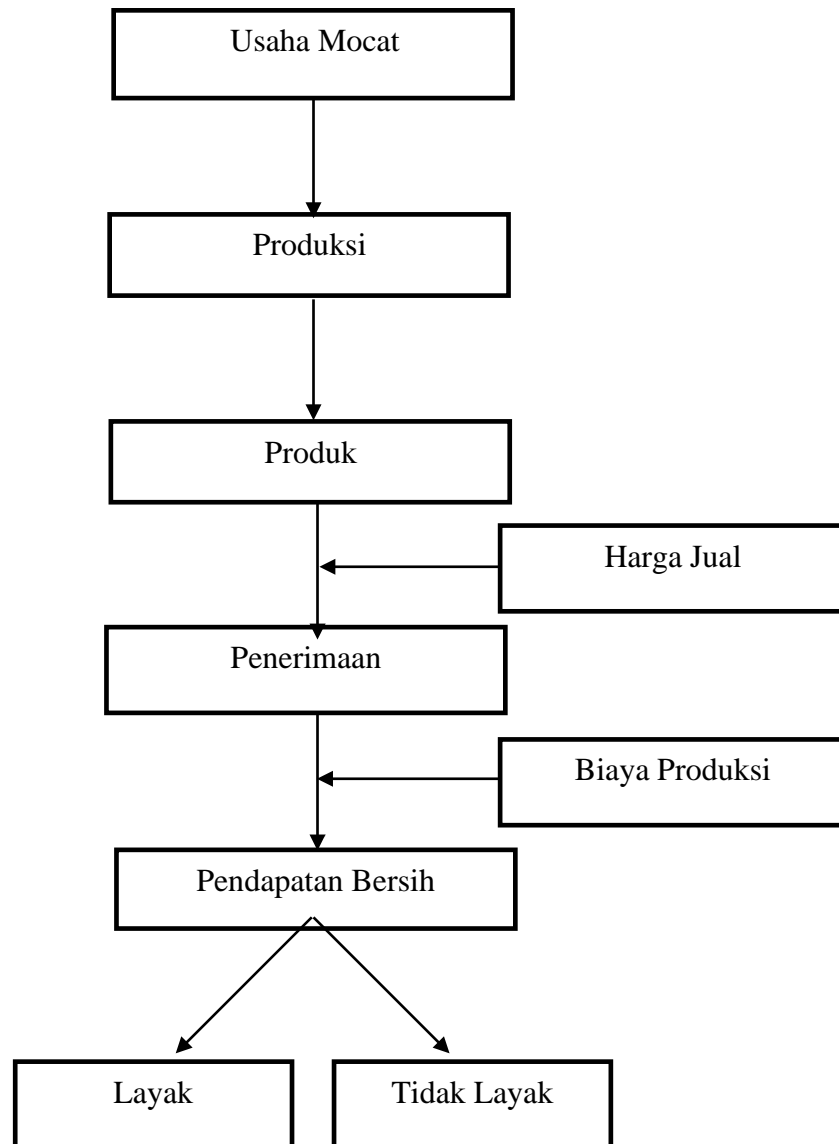 Usaha Mocat
Produksi
Produk
Harga Jual
Penerimaan
Biaya Produksi
Pendapatan Bersih
Layak
Tidak Layak